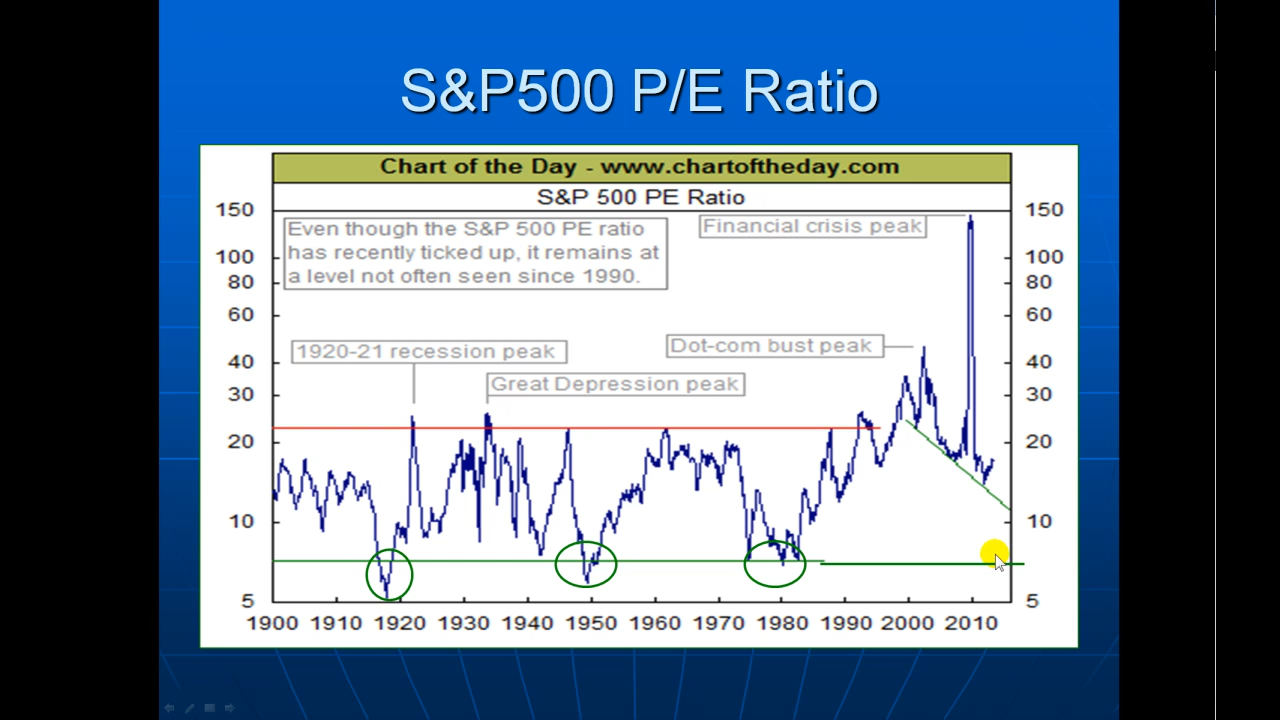 S&P500 P/E Ratio
Chart of the Day - www.chartoftheday.com
S&P 500 PE Ratio
150 150
Even though the S&P 500 PE ratio
has recently ticked up, it remains at
a level not often seen since 1990.
Financial crisis peak
100 100
80 80
60 60
1920-21 recession peak
Dot-com bust peak
40 40
Great Depression peak
30 30
20 20
10 10
5 5
1900 1910 1920 1930 1940 1950 1960 1970 1980 1990 2000 2010